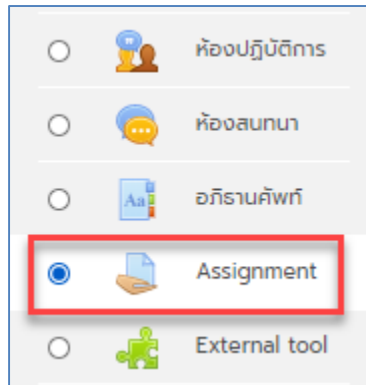 ห้องปฏิบัติการ
ห้องสนทนา
Aa
อภิธานศัพท์
Assignment
External tool